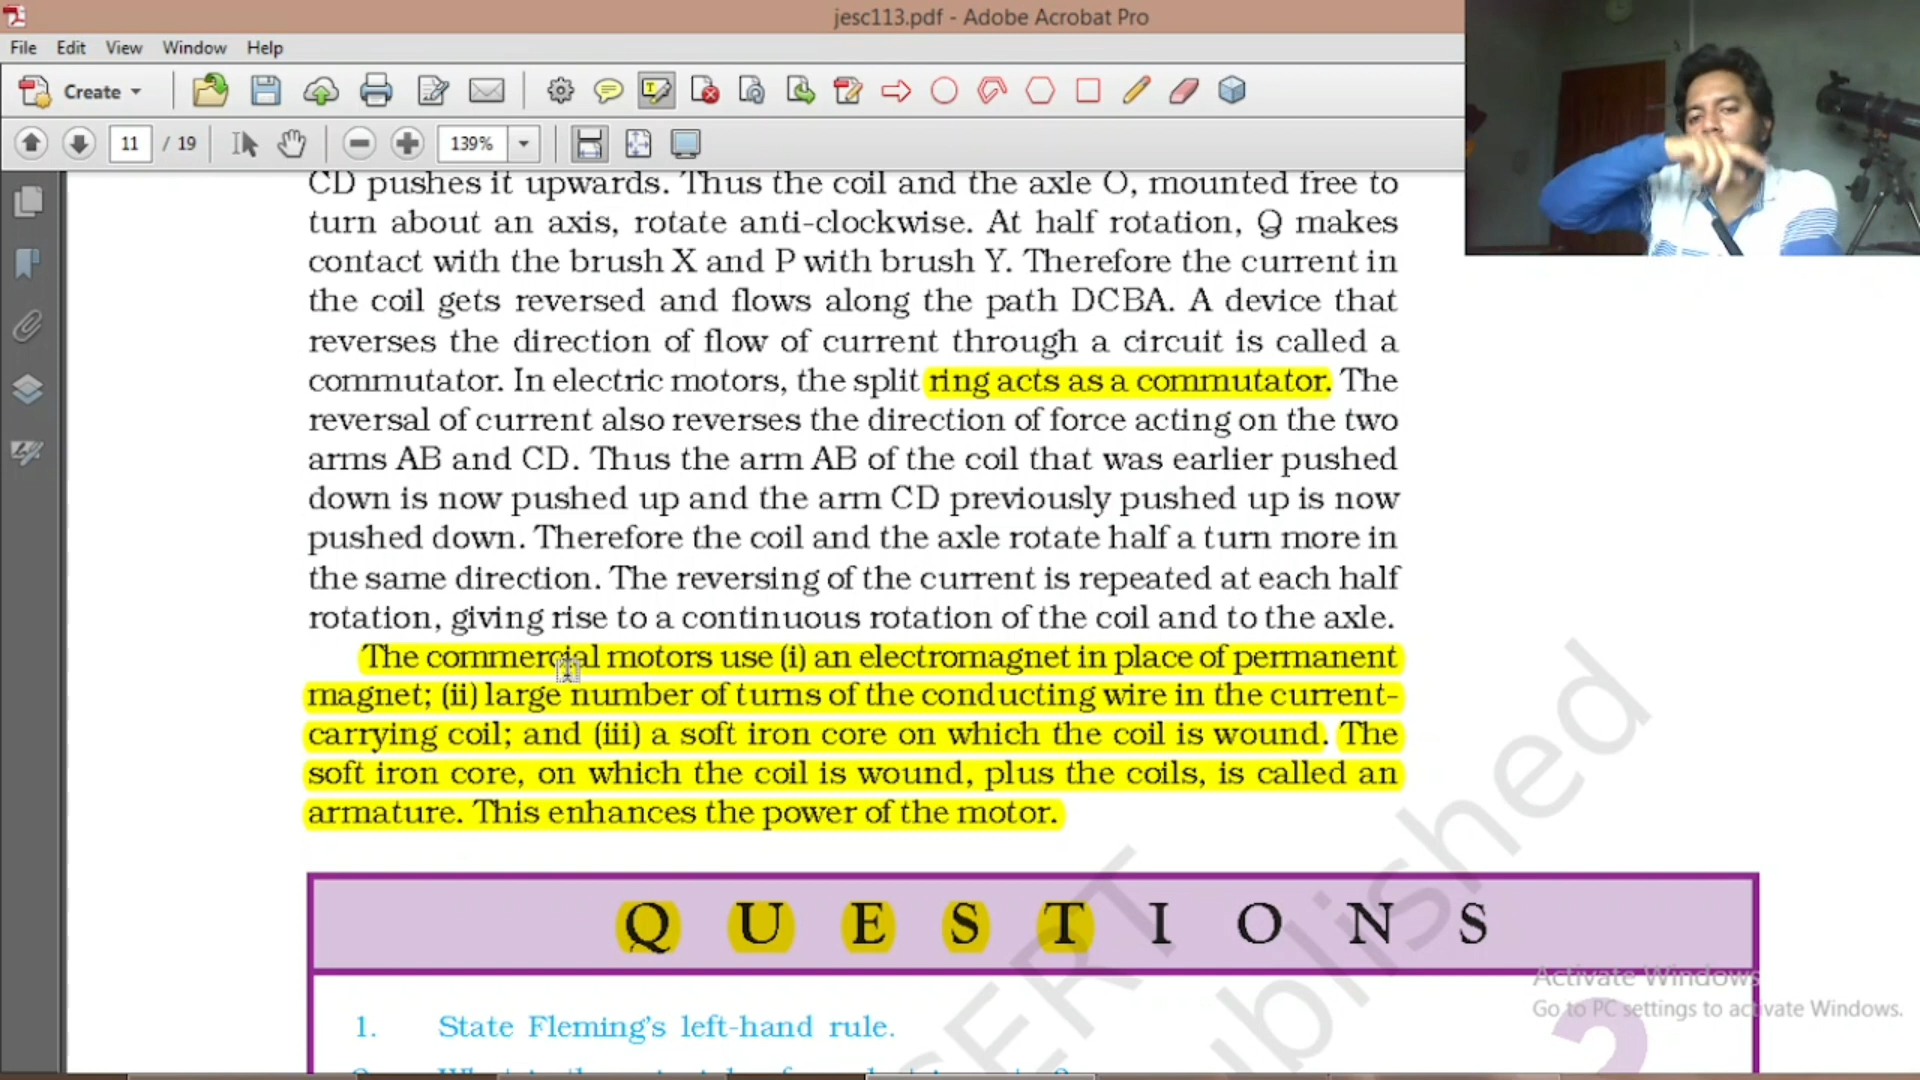 jesc113.pdf - Adobe Acrobat Pro
File Edit View Window Help
Create
11 / 19 139%
CD pushes it upwards. Thus the coil and the axle O, mounted free to
turn about an axis, rotate anti-clockwise. At half rotation, Q makes
contact with the brush X and P with brush Y. Therefore the current in
the coil gets reversed and flows along the path DCBA. A device that
reverses the direction of flow of current through a circuit is called a
commutator. In electric motors, the split ring acts as a commutator. The
reversal of current also reverses the direction of force acting on the two
arms AB and CD. Thus the arm AB of the coil that was earlier pushed
down is now pushed up and the arm CD previously pushed up is now
pushed down. Therefore the coil and the axle rotate half a turn more in
the same direction. The reversing of the current is repeated at each half
rotation, giving rise to a continuous rotation of the coil and to the axle.
The commercial motors use (i) an electromagnet in place of permanent
magnet; (ii) large number of turns of the conducting wire in the current-
carrying coil; and (iii) a soft iron core on which the coil is wound. The
soft iron core, on which the coil is wound, plus the coils, is called an
armature. This enhances the power of the motor.
QUESTIONS
1. State Fleming's left-hand rule.
Activate Windows
Go to PC settings to activate Windows.
?